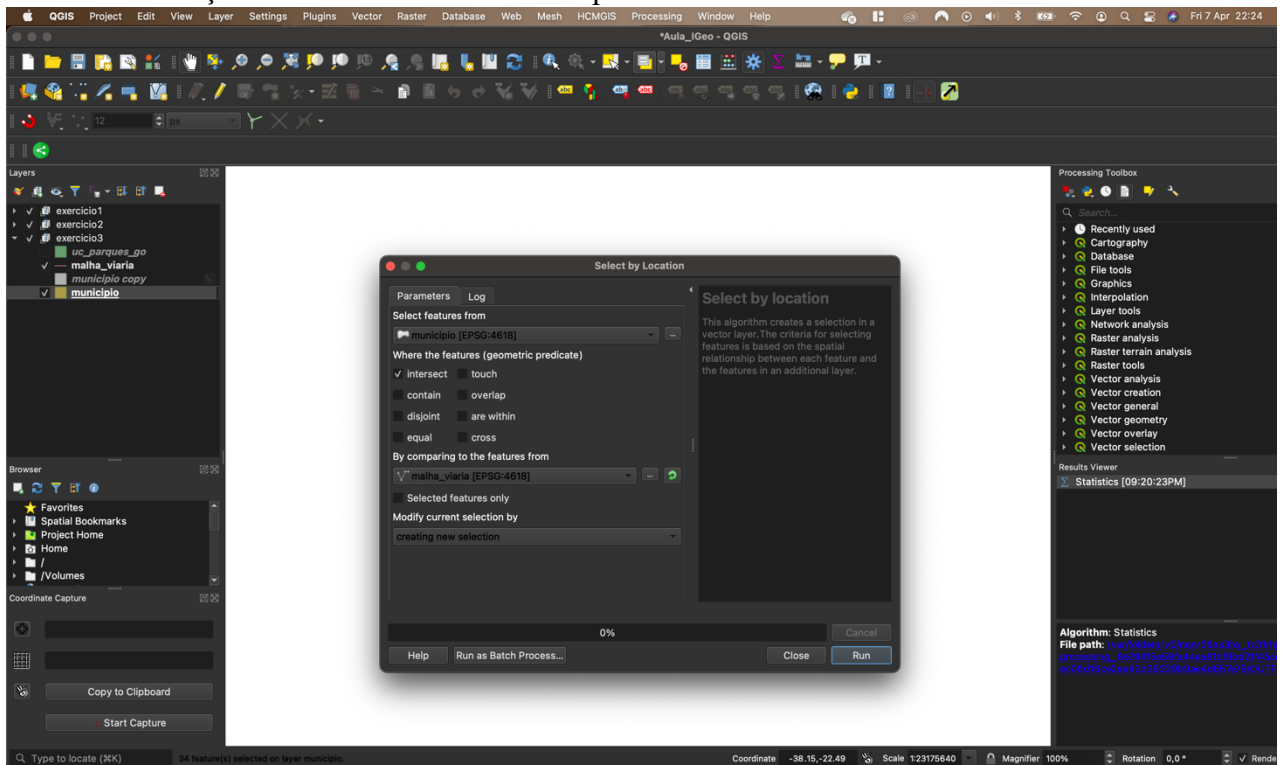 QGIS Project Edit View Layer Settings Plugins Vector Raster Database Web Mesh HCMGIS Processing Window Help Fri 7 Apr 22:24
*Aula_IGeo - QGIS
12 px
Layers
exercicio1
exercicio2
exercicio3
uc_parques_go
malha_viaria
municipio copy
municipio
Browser
Favorites
Spatial Bookmarks
Project Home
Home
/
/Volumes
Coordinate Capture
Copy to Clipboard
Start Capture
Select by Location
Parameters Log
Select features from
municipio [EPSG:4618]
Where the features (geometric predicate)
intersect touch
contain overlap
disjoint are within
equal cross
By comparing to the features from
malha_viaria [EPSG:4618]
Selected features only
Modify current selection by
creating new selection
Select by location
This algorithm creates a selection in a
vector layer.The criteria for selecting
features is based on the spatial
relationship between each feature and
the features in an additional layer.
0%
Cancel
Help Run as Batch Process... Close Run
Processing Toolbox
Search...
Recently used
Cartography
Database
File tools
Graphics
Interpolation
Layer tools
Network analysis
Raster analysis
Raster terrain analysis
Raster tools
Vector analysis
Vector creation
Vector general
Vector geometry
Vector overlay
Vector selection
Results Viewer
Statistics [09:20:23PM]
Algorithm: Statistics
File path:
Type to locate (⌘K) 34 feature(s) selected on layer municipio. Coordinate -38.15,-22.49 Scale 1:23175640 Magnifier 100% Rotation 0,0 ° Rende